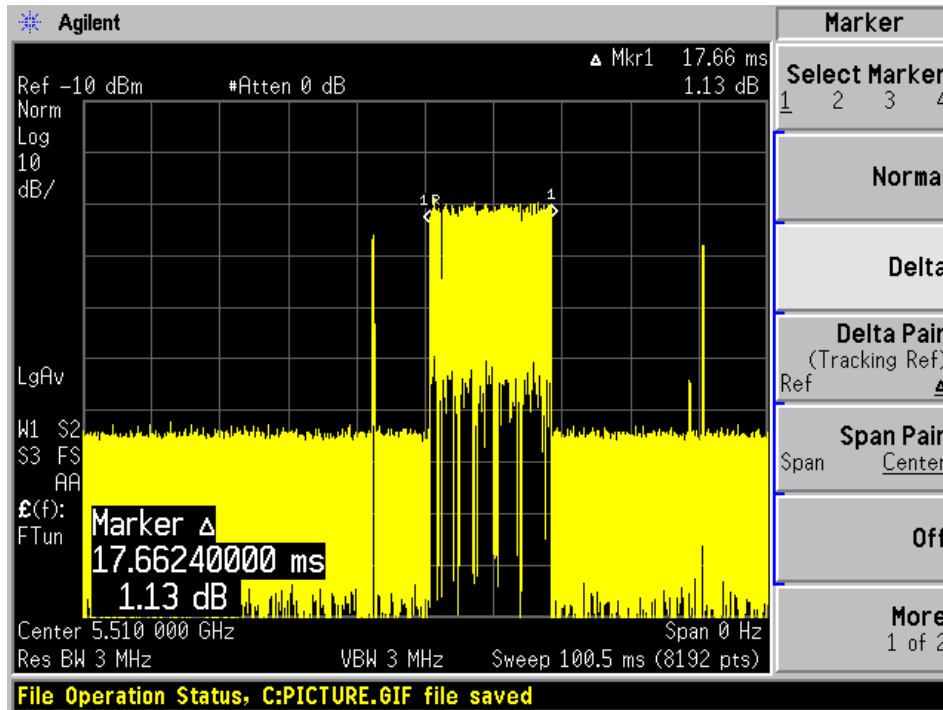 Agilent
Marker
Δ Mkr1 17.66 ms
Ref -10 dBm #Atten 0 dB 1.13 dB
Norm
Log
10
dB/
1R 1
LgAv
W1 S2
S3 FS
AA
£(f):
FTun
Marker Δ
17.66240000 ms
1.13 dB
Center 5.510 000 GHz Span 0 Hz
Res BW 3 MHz VBW 3 MHz Sweep 100.5 ms (8192 pts)
File Operation Status, C:PICTURE.GIF file saved
Select Marker
1 2 3 4
Norma
Delta
Delta Pair
(Tracking Ref)
Ref Δ
Span Pair
Span Center
Off
More
1 of 2